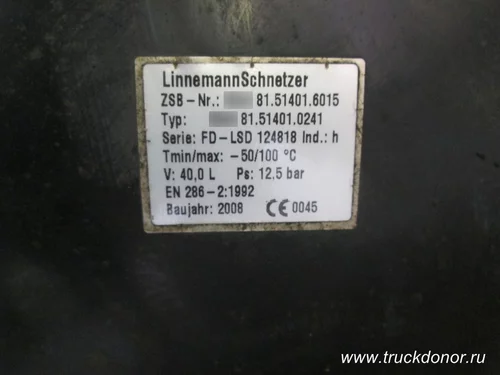 LinnemannSchnetzer
ZSB-Nr.: 81.51401.6015
Typ: 81.51401.0241
Serie: FD-LSD 124818 Ind.: h
Tmin/max: -50/100 °C
V: 40,0 L Ps: 12,5 bar
EN 286-2:1992
Baujahr: 2008 CE 0045
www.truckdonor.ru